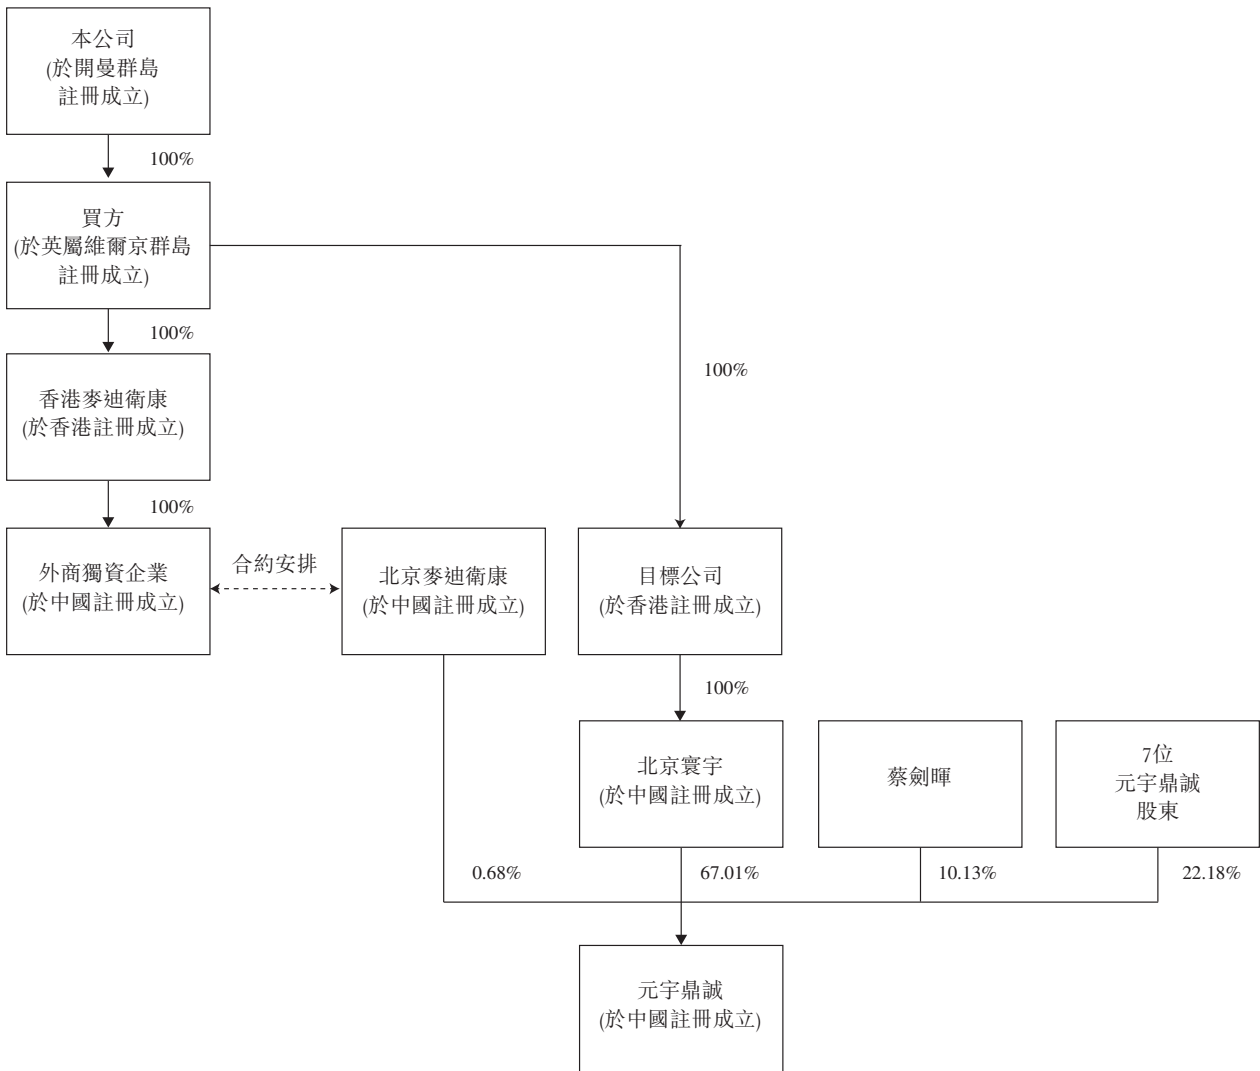 本公司
(於開曼群島
註冊成立)
100%
買方
(於英屬維爾京群島
註冊成立)
100%
100%
香港麥迪衛康
(於香港註冊成立)
100%
外商獨資企業
(於中國註冊成立)
合約安排
北京麥迪衛康
(於中國註冊成立)
目標公司
(於香港註冊成立)
100%
北京寰宇
(於中國註冊成立)
蔡劍暉
7位
元宇鼎誠
股東
0.68%
67.01%
10.13%
22.18%
元宇鼎誠
(於中國註冊成立)